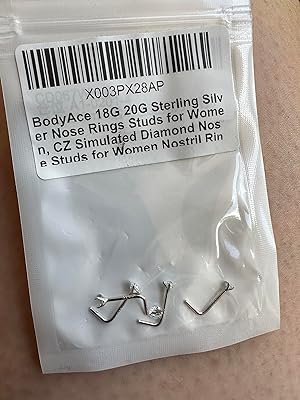 X003PX28AP
BodyAce 18G 20G Sterling Silv
er Nose Rings Studs for Wome
n, CZ Simulated Diamond Nos
e Studs for Women Nostril Rin